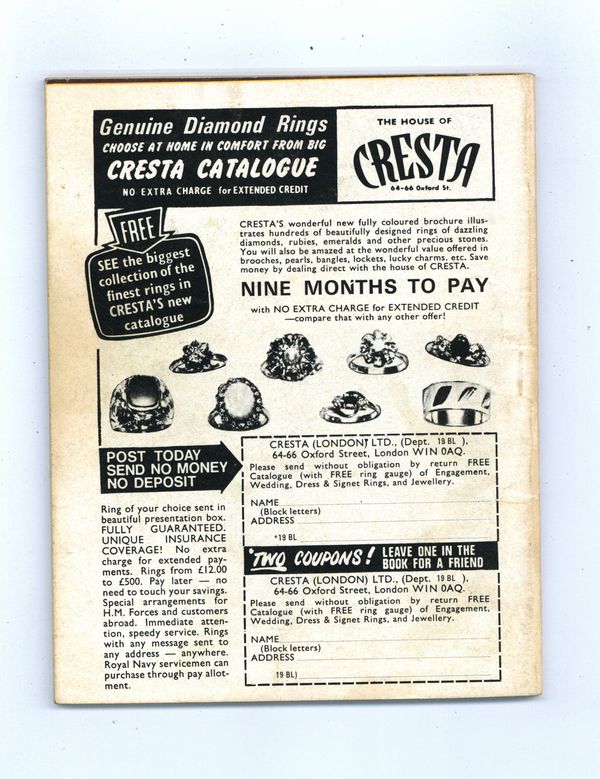 Genuine Diamond Rings
CHOOSE AT HOME IN COMFORT FROM BIG
CRESTA CATALOGUE
NO EXTRA CHARGE for EXTENDED CREDIT
THE HOUSE OF
CRESTA
64-66 Oxford St.
FREE
SEE the biggest
collection of the
finest rings in
CRESTA'S new
catalogue
CRESTA'S wonderful new fully coloured brochure illus-
trates hundreds of beautifully designed rings of dazzling
diamonds, rubies, emeralds and other precious stones.
You will also be amazed at the wonderful value offered in
brooches, pearls, bangles, lockets, lucky charms, etc. Save
money by dealing direct with the house of CRESTA.
NINE MONTHS TO PAY
with NO EXTRA CHARGE for EXTENDED CREDIT
—compare that with any other offer!
POST TODAY
SEND NO MONEY
NO DEPOSIT
Ring of your choice sent in
beautiful presentation box.
FULLY GUARANTEED.
UNIQUE INSURANCE
COVERAGE! No extra
charge for extended pay-
ments. Rings from £12.00
to £500. Pay later — no
need to touch your savings.
Special arrangements for
H.M. Forces and customers
abroad. Immediate atten-
tion, speedy service. Rings
with any message sent to
any address — anywhere.
Royal Navy servicemen can
purchase through pay allot-
ment.
CRESTA (LONDON) LTD., (Dept. 19 BL ).
64-66 Oxford Street, London W1N 0AQ.
Please send without obligation by return FREE
Catalogue (with FREE ring gauge) of Engagement,
Wedding, Dress & Signet Rings, and Jewellery.
NAME
(Block letters)
ADDRESS
*19 BL
TWO COUPONS! LEAVE ONE IN THE
BOOK FOR A FRIEND
CRESTA (LONDON) LTD., (Dept. 19 BL ).
64-66 Oxford Street, London W1N 0AQ.
Please send without obligation by return FREE
Catalogue (with FREE ring gauge) of Engagement,
Wedding, Dress & Signet Rings, and Jewellery.
NAME
(Block letters)
ADDRESS
19 BL)